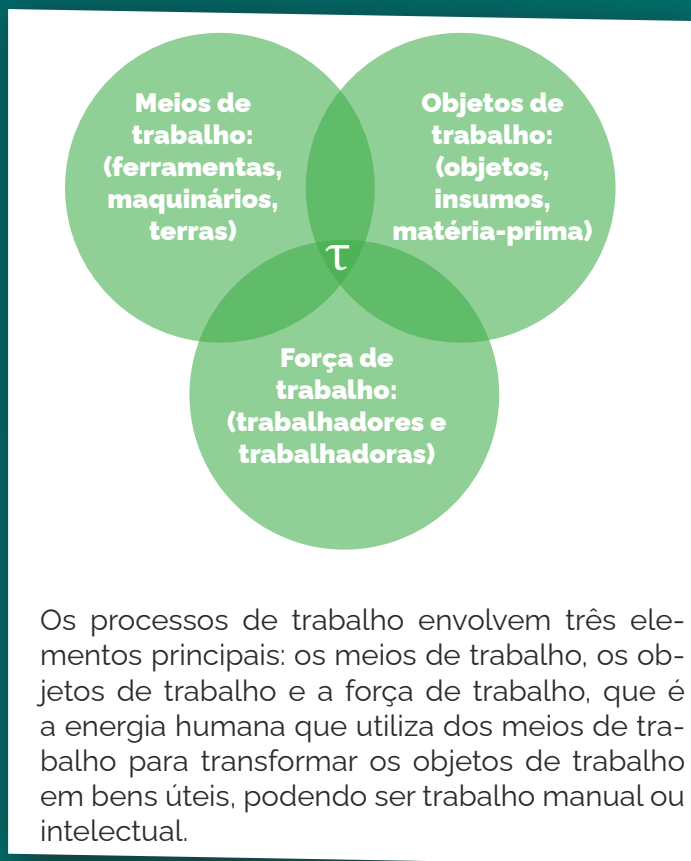 Meios de
trabalho:
(ferramentas,
maquinários,
terras)
Objetos de
trabalho:
(objetos,
insumos,
matéria-prima)
τ
Força de
trabalho:
(trabalhadores e
trabalhadoras)
Os processos de trabalho envolvem três ele-
mentos principais: os meios de trabalho, os ob-
jetos de trabalho e a força de trabalho, que é
a energia humana que utiliza dos meios de tra-
balho para transformar os objetos de trabalho
em bens úteis, podendo ser trabalho manual ou
intelectual.